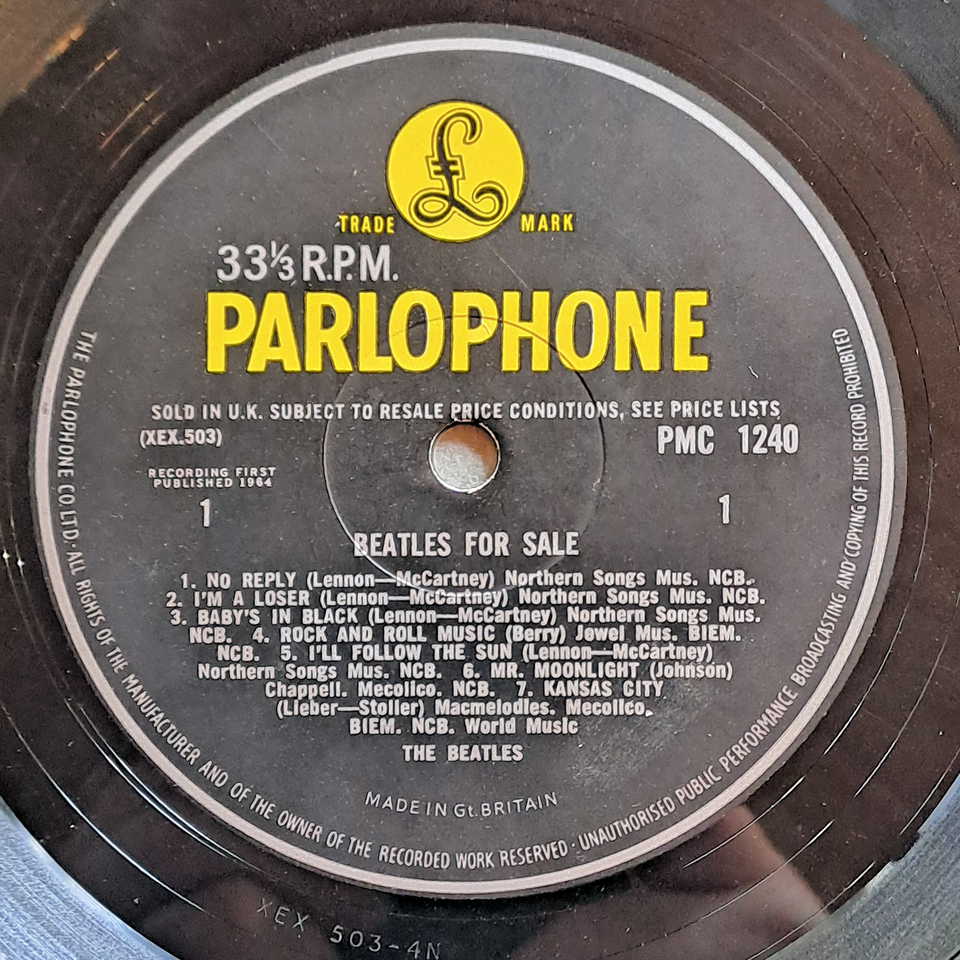 £
TRADE MARK
33⅓ R.P.M.
PARLOPHONE
SOLD IN U.K. SUBJECT TO RESALE PRICE CONDITIONS, SEE PRICE LISTS
(XEX.503)
PMC 1240
RECORDING FIRST
PUBLISHED 1964
1
1
BEATLES FOR SALE
1. NO REPLY (Lennon—McCartney) Northern Songs Mus. NCB.
2. I'M A LOSER (Lennon—McCartney) Northern Songs Mus. NCB.
3. BABY'S IN BLACK (Lennon—McCartney) Northern Songs Mus.
NCB. 4. ROCK AND ROLL MUSIC (Berry) Jewel Mus. BIEM.
NCB. 5. I'LL FOLLOW THE SUN (Lennon—McCartney)
Northern Songs Mus. NCB. 6. MR. MOONLIGHT (Johnson)
Chappell. Mecolico. NCB. 7. KANSAS CITY
(Lieber—Stoller) Macmelodies. Mecolico.
BIEM. NCB. World Music
THE BEATLES
MADE IN Gt. BRITAIN
THE PARLOPHONE CO. LTD · ALL RIGHTS OF THE MANUFACTURER AND OF THE OWNER OF THE RECORDED WORK RESERVED · UNAUTHORISED PUBLIC PERFORMANCE BROADCASTING AND COPYING OF THIS RECORD PROHIBITED
XEX 503-4N